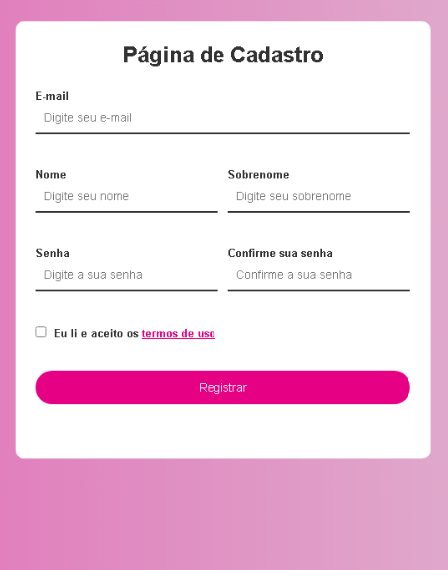 Página de Cadastro
E-mail
Digite seu e-mail
Nome
Sobrenome
Digite seu nome
Digite seu sobrenome
Senha
Confirme sua senha
Digite a sua senha
Confirme a sua senha
Eu li e aceito os termos de uso
Registrar